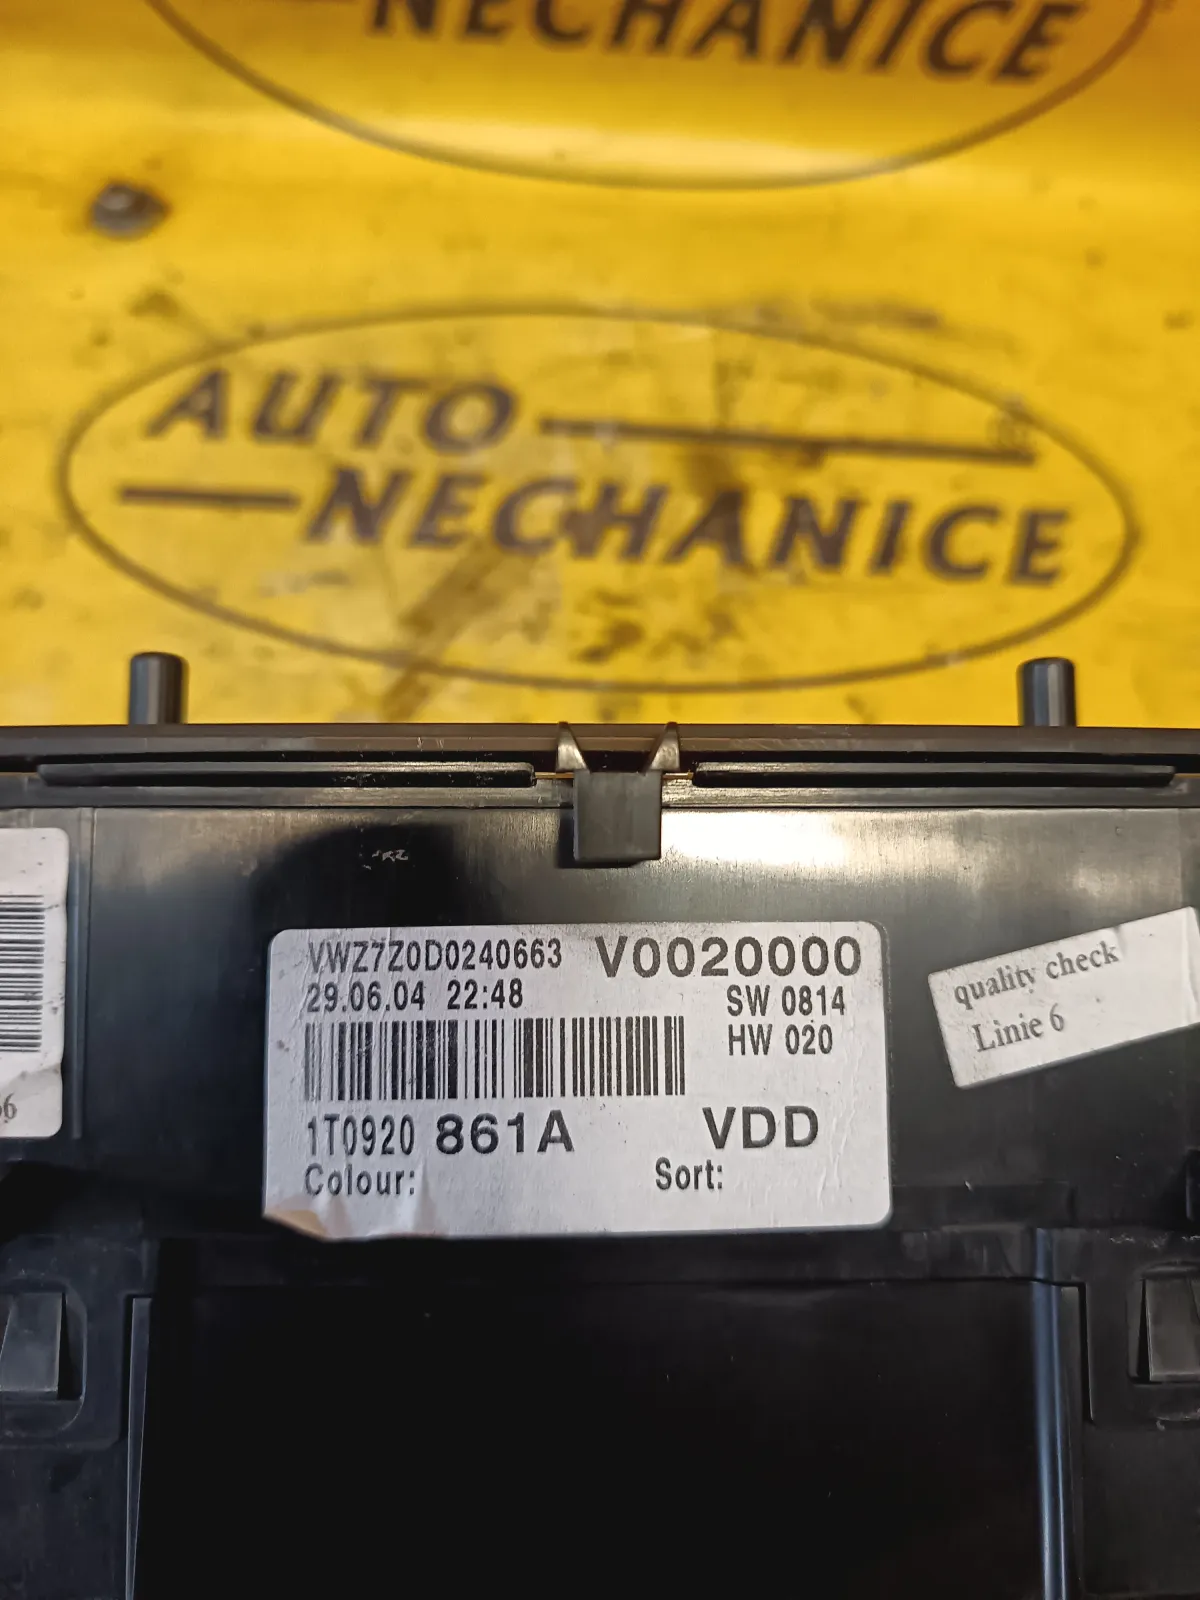 NECHANICE
AUTO
NECHANICE
VWZ7Z0D0240663 V0020000
29.06.04 22:48 SW 0814
HW 020
1T0920 861A VDD
Colour: Sort:
quality check
Linie 6